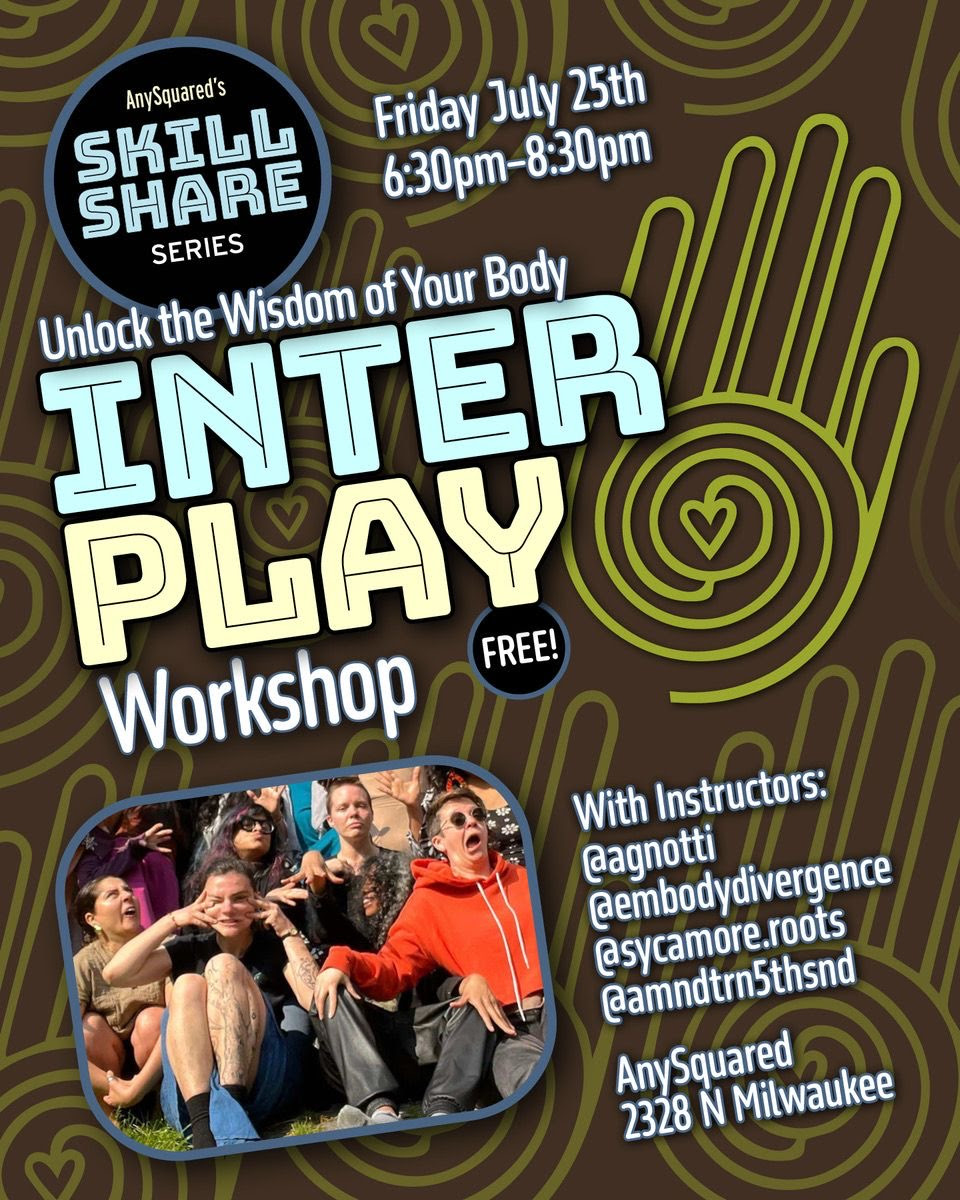 AnySquared's
SKILL
SHARE
SERIES
Friday July 25th
6:30pm–8:30pm
Unlock the Wisdom of Your Body
INTER
PLAY
FREE!
Workshop
With Instructors:
@agnotti
@embodydivergence
@sycamore.roots
@amndtrn5thsnd
AnySquared
2328 N Milwaukee